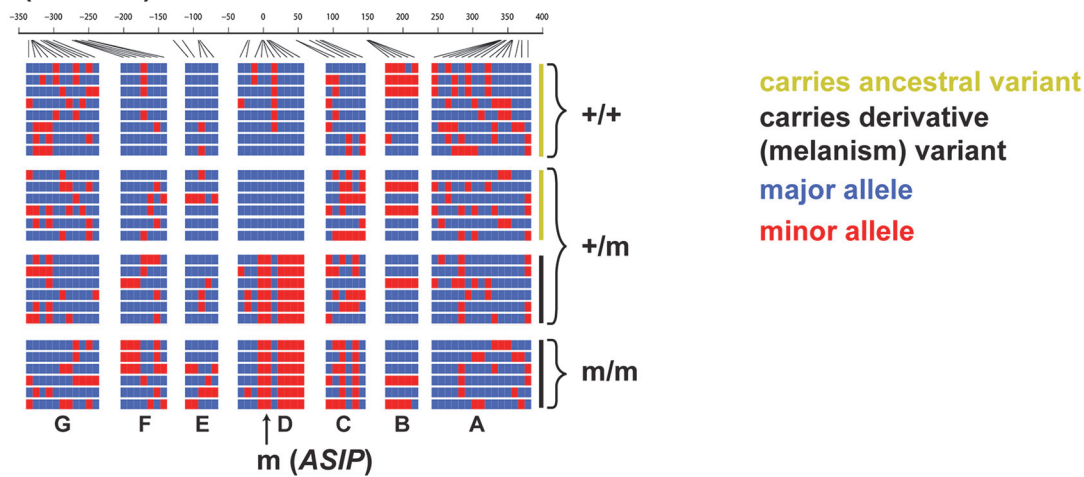 −350 −300 −250 −200 −150 −100 −50 0 50 100 150 200 250 300 350 400
carries ancestral variant
+/+
carries derivative
(melanism) variant
major allele
minor allele
+/m
m/m
G F E D C B A
m (ASIP)